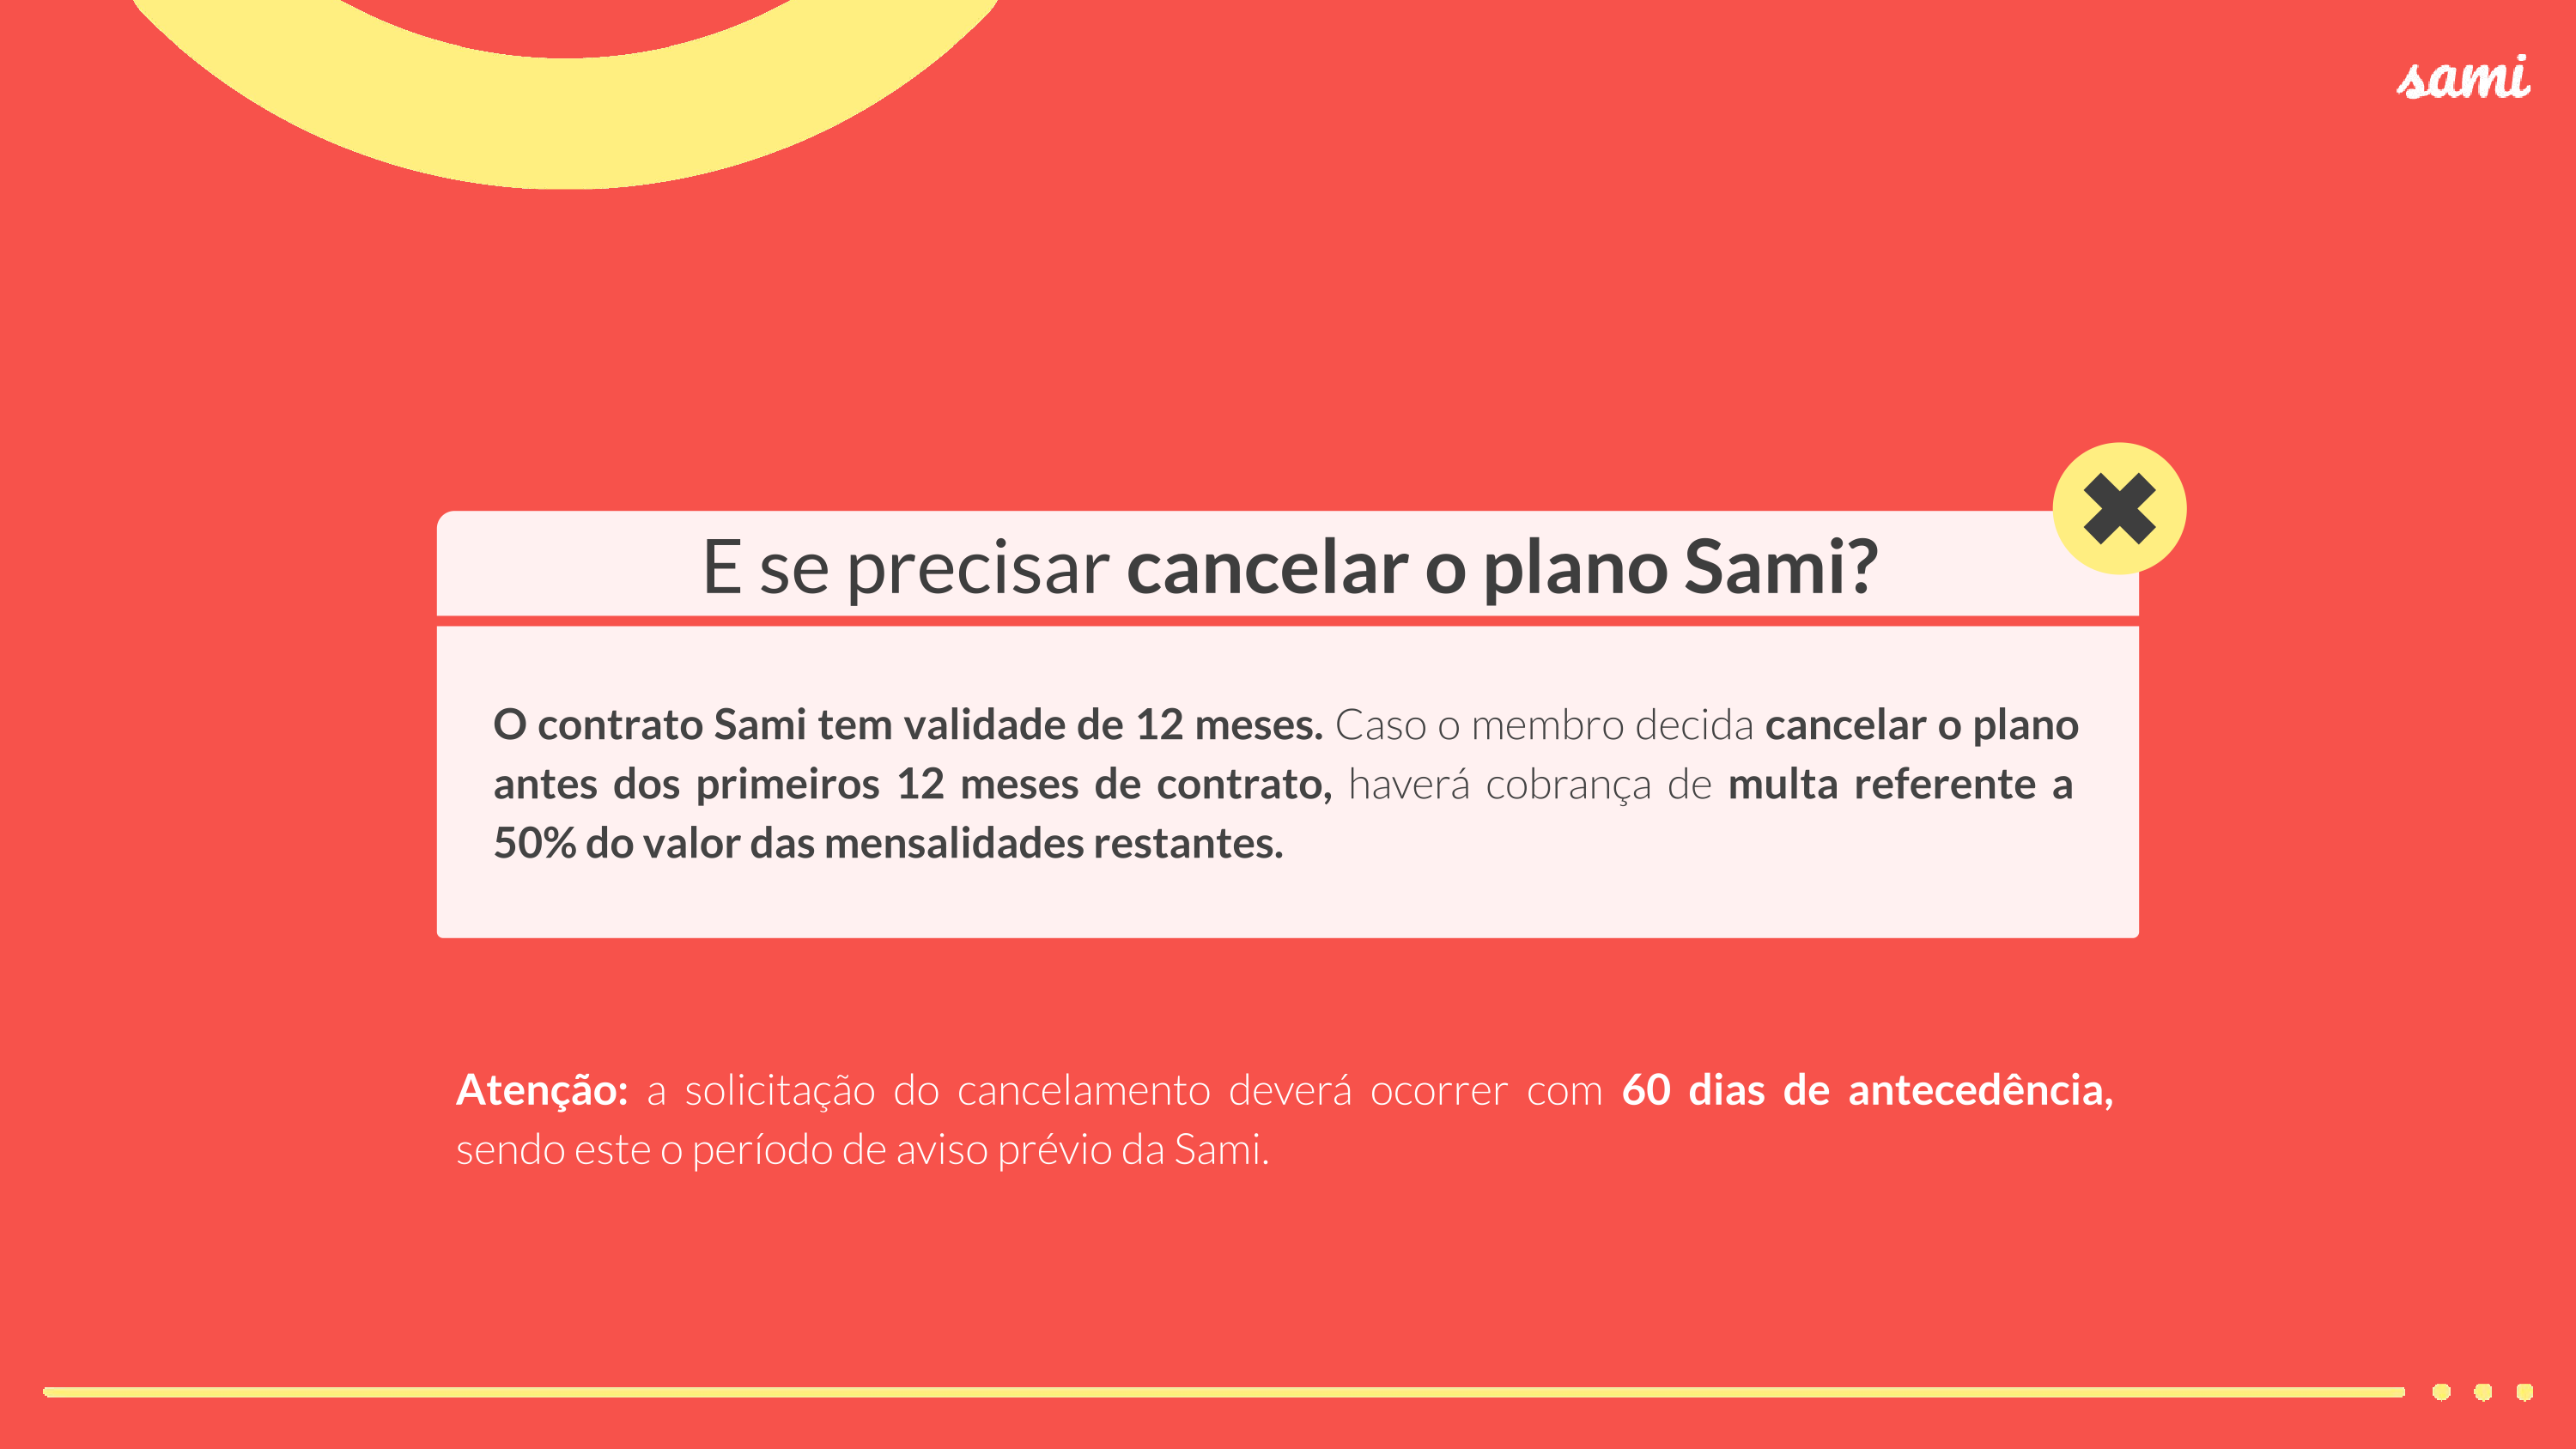 sami
E se precisar cancelar o plano Sami?
O contrato Sami tem validade de 12 meses. Caso o membro decida cancelar o plano
antes dos primeiros 12 meses de contrato, haverá cobrança de multa referente a
50% do valor das mensalidades restantes.
Atenção: a solicitação do cancelamento deverá ocorrer com 60 dias de antecedência,
sendo este o período de aviso prévio da Sami.